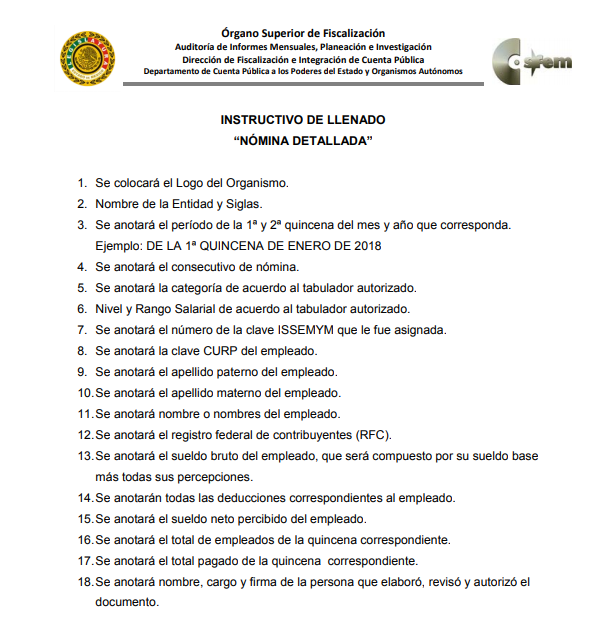 Órgano Superior de Fiscalización
Auditoría de Informes Mensuales, Planeación e Investigación
Dirección de Fiscalización e Integración de Cuenta Pública
Departamento de Cuenta Pública a los Poderes del Estado y Organismos Autónomos
osfem
INSTRUCTIVO DE LLENADO
“NÓMINA DETALLADA”
1. Se colocará el Logo del Organismo.
2. Nombre de la Entidad y Siglas.
3. Se anotará el período de la 1ª y 2ª quincena del mes y año que corresponda.
Ejemplo: DE LA 1ª QUINCENA DE ENERO DE 2018
4. Se anotará el consecutivo de nómina.
5. Se anotará la categoría de acuerdo al tabulador autorizado.
6. Nivel y Rango Salarial de acuerdo al tabulador autorizado.
7. Se anotará el número de la clave ISSEMYM que le fue asignada.
8. Se anotará la clave CURP del empleado.
9. Se anotará el apellido paterno del empleado.
10. Se anotará el apellido materno del empleado.
11. Se anotará nombre o nombres del empleado.
12. Se anotará el registro federal de contribuyentes (RFC).
13. Se anotará el sueldo bruto del empleado, que será compuesto por su sueldo base
más todas sus percepciones.
14. Se anotarán todas las deducciones correspondientes al empleado.
15. Se anotará el sueldo neto percibido del empleado.
16. Se anotará el total de empleados de la quincena correspondiente.
17. Se anotará el total pagado de la quincena correspondiente.
18. Se anotará nombre, cargo y firma de la persona que elaboró, revisó y autorizó el
documento.